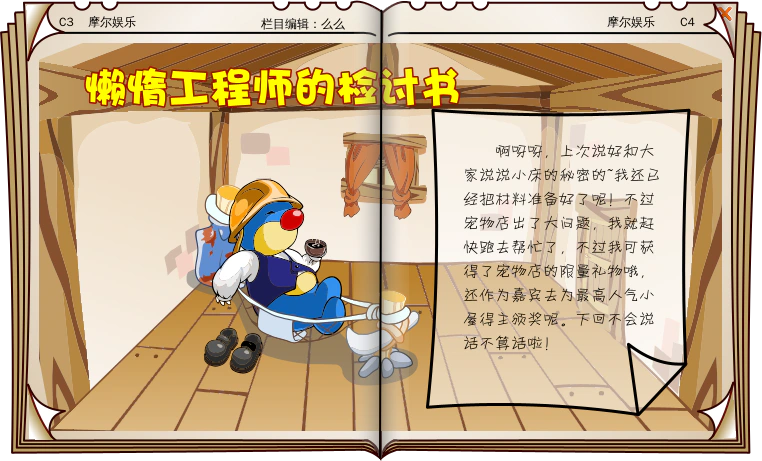 C3 摩尔娱乐
栏目编辑：么么
摩尔娱乐 C4
懒惰工程师的检讨书
啊呀呀，上次说好和大
家说说小床的秘密的~我还已
经把材料准备好了呢！不过
宠物店出了大问题，我就赶
快跑去帮忙了，不过我可获
得了宠物店的限量礼物哦，
还作为嘉宾去为最高人气小
屋得主颁奖呢。下回不会说
话不算话啦！